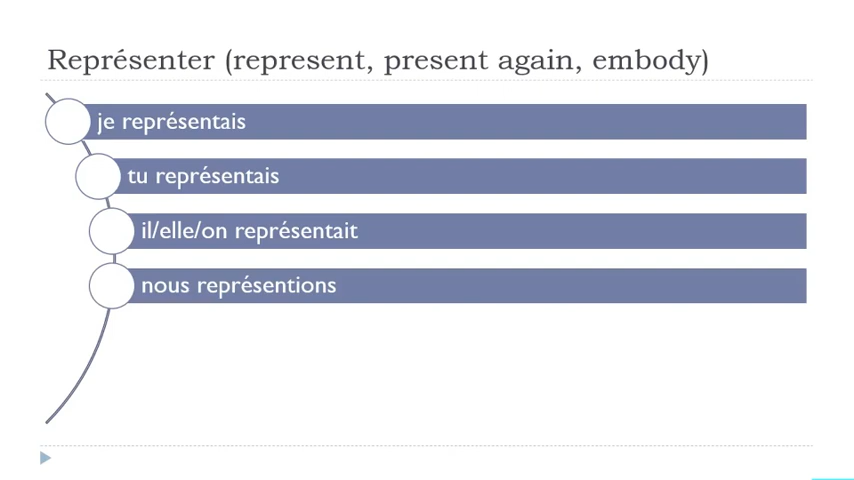 Représenter (represent, present again, embody)
je représentais
tu représentais
il/elle/on représentait
nous représentions